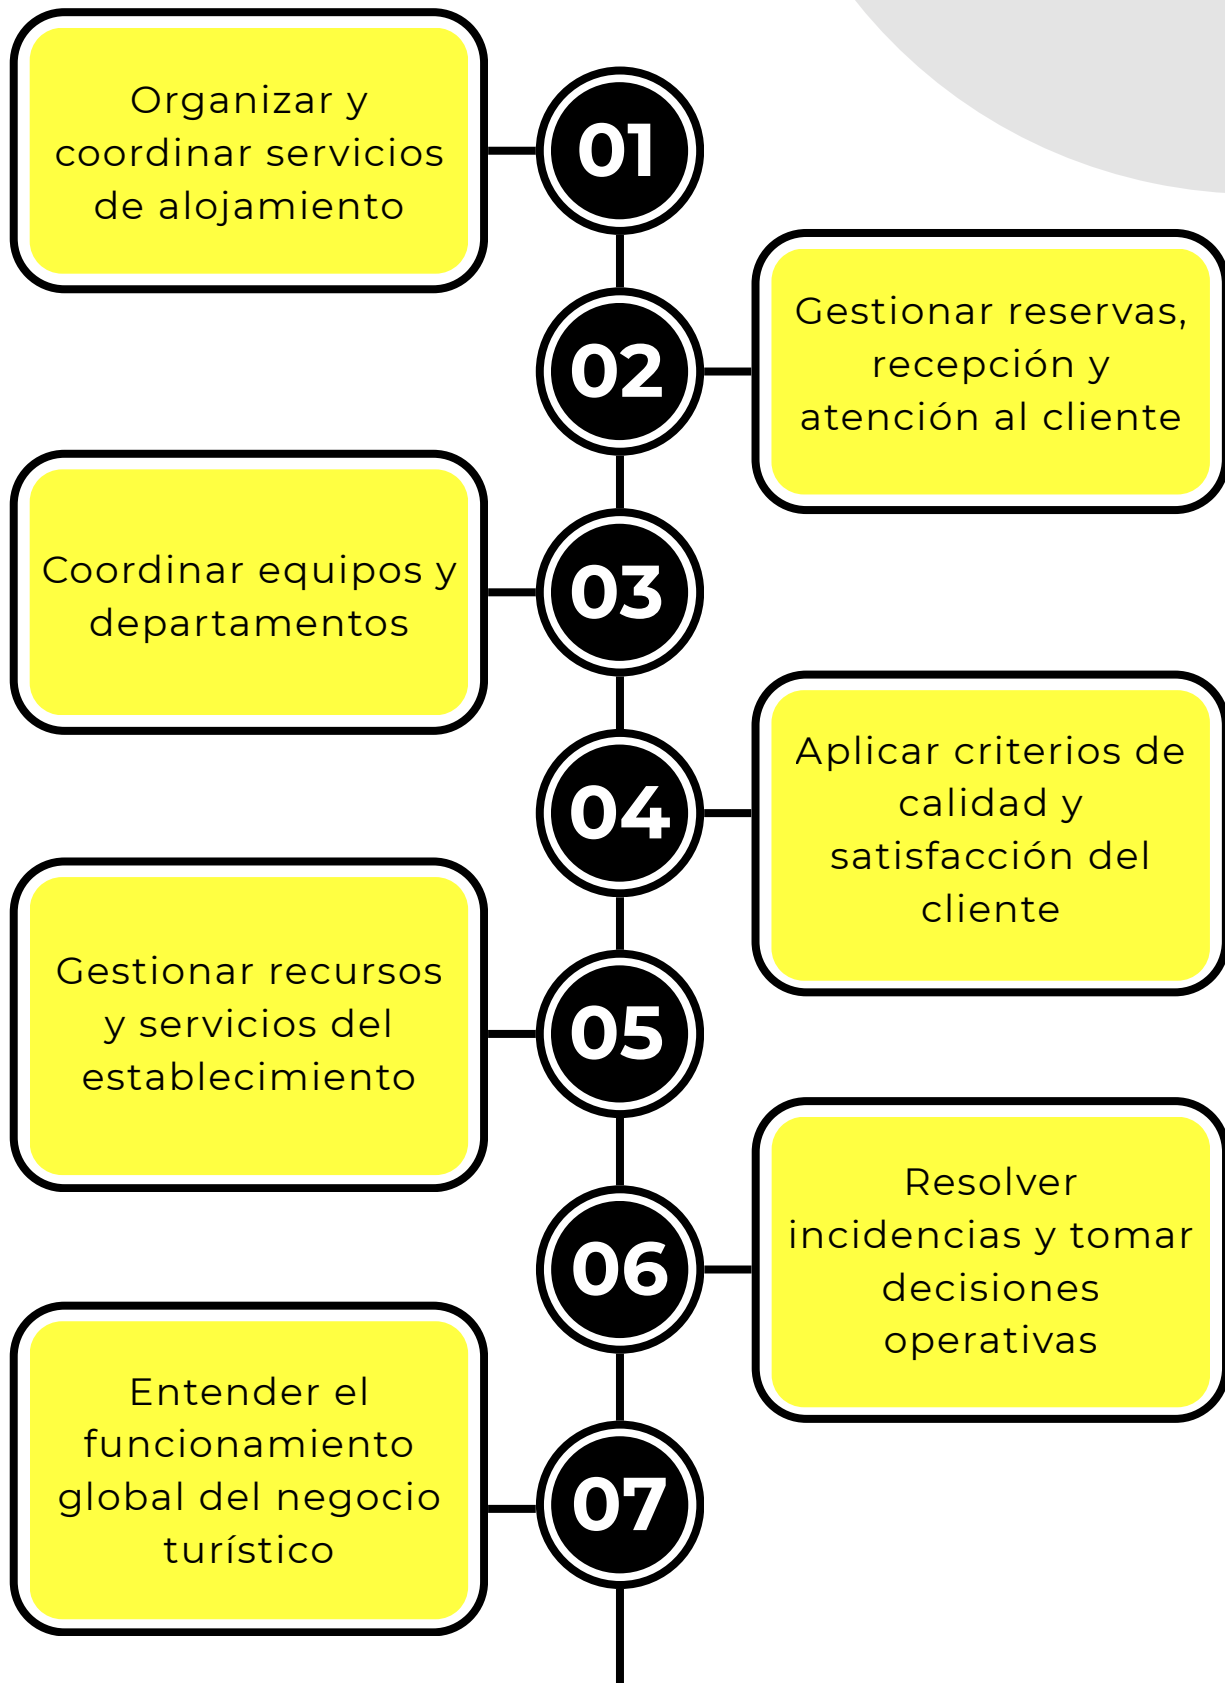 Organizar y
coordinar servicios
de alojamiento
01
02
Gestionar reservas,
recepción y
atención al cliente
Coordinar equipos y
departamentos
03
04
Aplicar criterios de
calidad y
satisfacción del
cliente
Gestionar recursos
y servicios del
establecimiento
05
06
Resolver
incidencias y tomar
decisiones
operativas
Entender el
funcionamiento
global del negocio
turístico
07